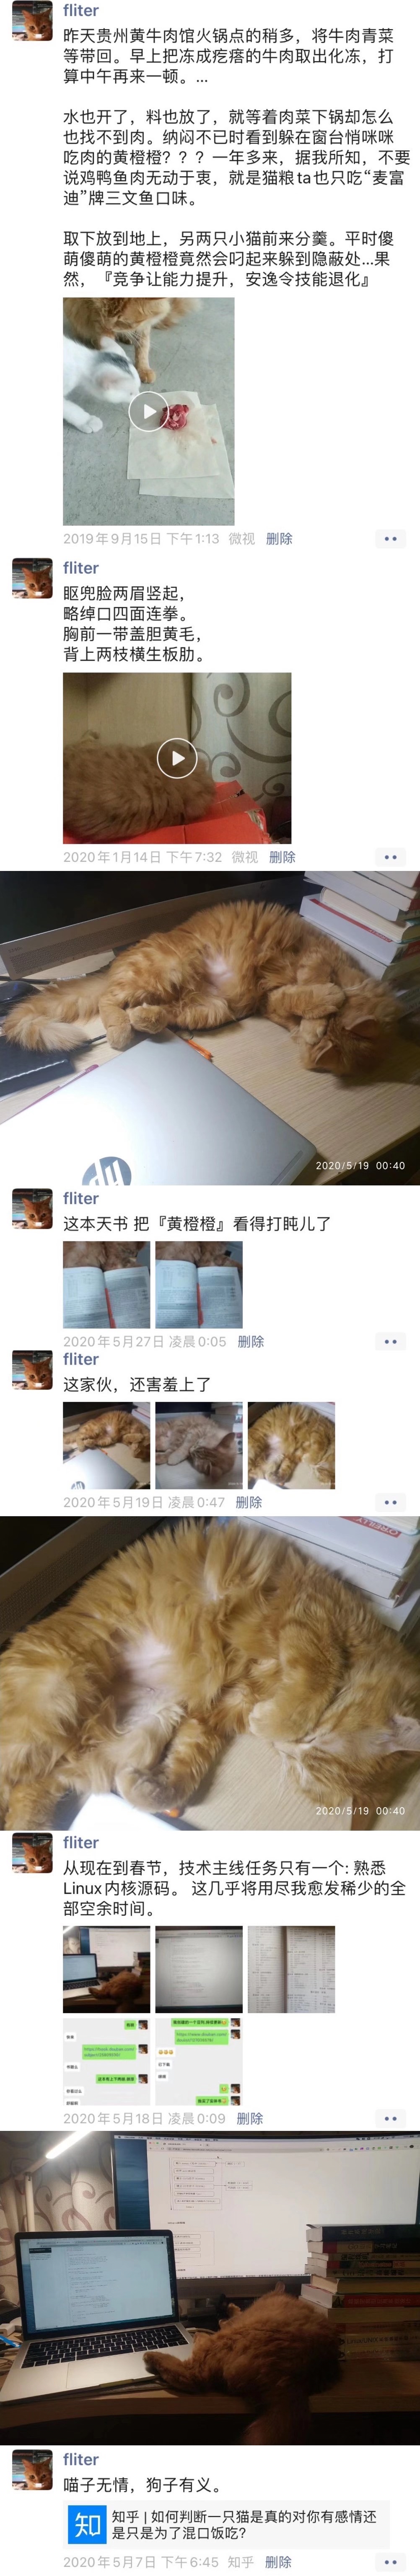 fliter
昨天贵州黄牛肉馆火锅点的稍多，将牛肉青菜
等带回。早上把冻成疙瘩的牛肉取出化冻，打
算中午再来一顿。...
水也开了，料也放了，就等着肉菜下锅却怎么
也找不到肉。纳闷不已时看到躲在窗台悄咪咪
吃肉的黄橙橙？？？一年多来，据我所知，不要
说鸡鸭鱼肉无动于衷，就是猫粮ta也只吃“麦富
迪”牌三文鱼口味。
取下放到地上，另两只小猫前来分羹。平时傻
萌傻萌的黄橙橙竟然会叼起来躲到隐蔽处...果
然，『竞争让能力提升，安逸令技能退化』
2019年9月15日 下午1:13 微视 删除
fliter
眍兜脸两眉竖起，
略绰口四面连拳。
胸前一带盖胆黄毛，
背上两枝横生板肋。
2020年1月14日 下午7:32 微视 删除
hp
2020/5/19 00:40
fliter
这本天书 把『黄橙橙』看得打盹儿了
2020年5月27日 凌晨0:05 删除
fliter
这家伙，还害羞上了
2020年5月19日 凌晨0:47 删除
2020/5/19 00:40
fliter
从现在到春节，技术主线任务只有一个: 熟悉
Linux内核源码。 这几乎将用尽我愈发稀少的全
部空余时间。
2020年5月18日 凌晨0:09 删除
fliter
喵子无情，狗子有义。
知
知乎 | 如何判断一只猫是真的对你有感情还
是只是为了混口饭吃?
2020年5月7日 下午6:45 知乎 删除